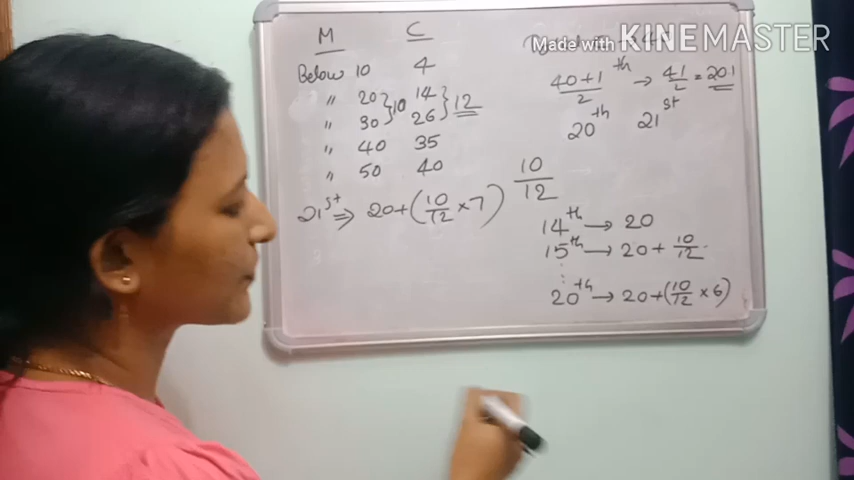 Made with KINEMASTER
M C
Below 10 4
" 20 } 10 14 } 12
" 30 26
" 40 35
" 50 40
21st ⇒ 20+(10/12 × 7)
10/12
40+1/2 th → 41/2 = 20.1
20th 21st
14th → 20
15th → 20 + 10/12
:
20th → 20+(10/12 × 6)